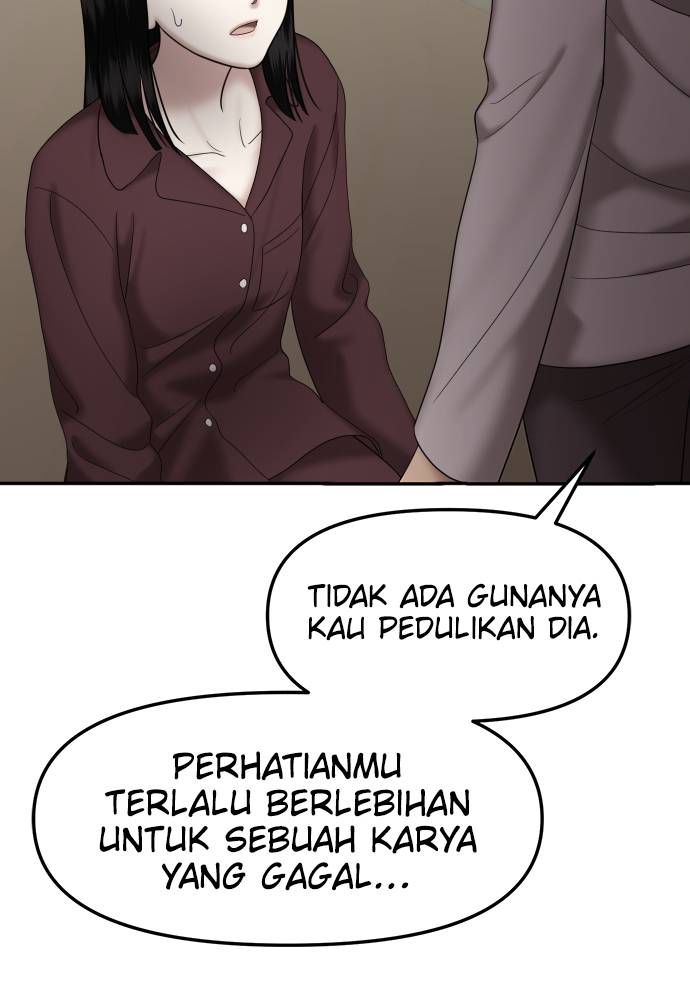 TIDAK ADA GUNANYA
KAU PEDULIKAN DIA.
PERHATIANMU
TERLALU BERLEBIHAN
UNTUK SEBUAH KARYA
YANG GAGAL...